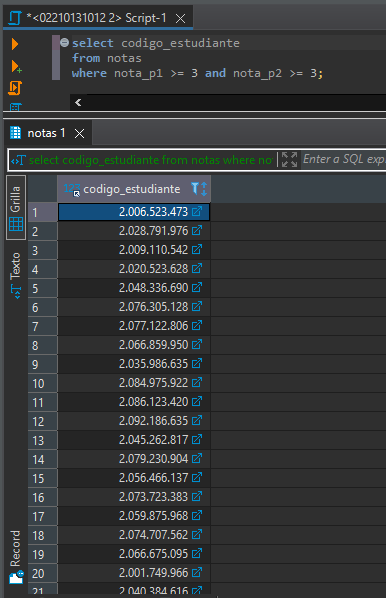 *<02210131012 2> Script-1
select codigo_estudiante
from notas
where nota_p1 >= 3 and nota_p2 >= 3;
notas 1
select codigo_estudiante from notas where no
Enter a SQL expr
Grilla
Texto
Record
123 codigo_estudiante
1 2.006.523.473
2 2.028.791.976
3 2.009.110.542
4 2.020.523.628
5 2.048.336.690
6 2.076.305.128
7 2.077.122.806
8 2.066.859.950
9 2.035.986.635
10 2.084.975.922
11 2.086.123.420
12 2.092.186.635
13 2.045.262.817
14 2.079.230.904
15 2.056.466.137
16 2.073.723.383
17 2.059.875.968
18 2.074.707.562
19 2.066.675.095
20 2.001.749.966
21 2.040.384.616